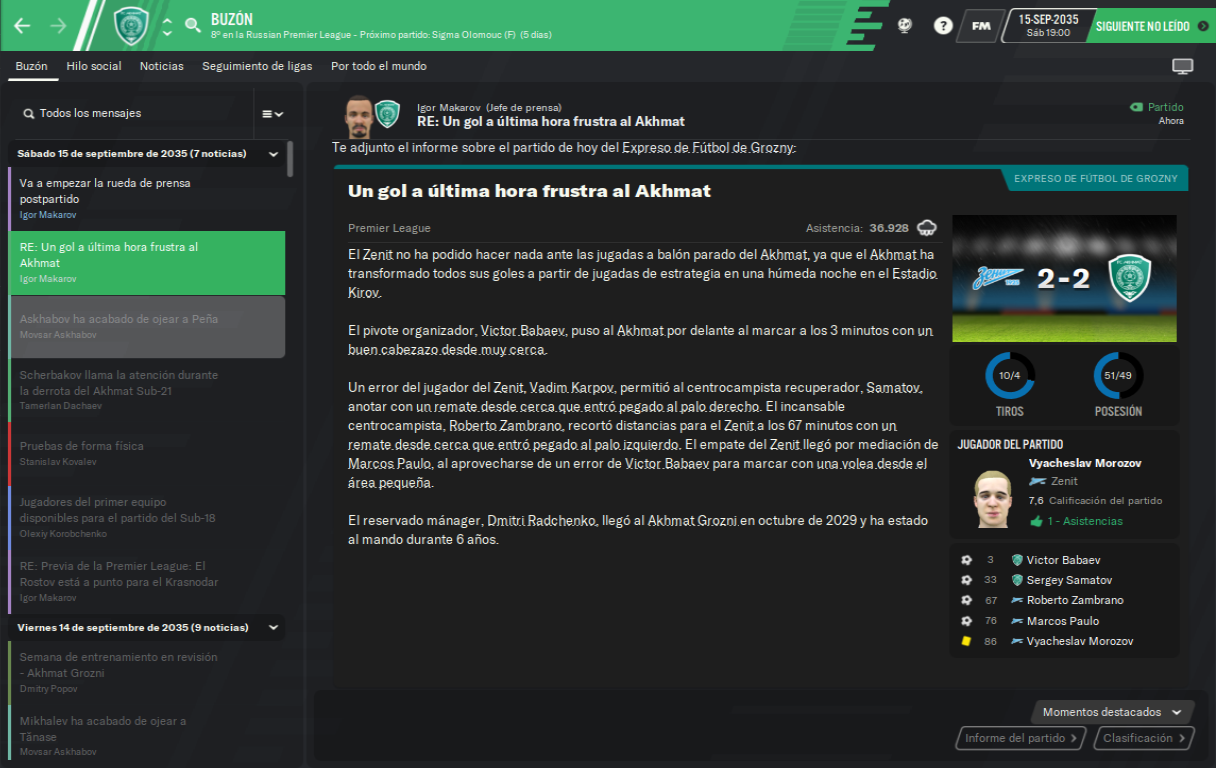 BUZÓN
8º en la Russian Premier League - Próximo partido: Sigma Olomouc (F) (5 días)
?
FM
15-SEP-2035
Sáb 19:00
SIGUIENTE NO LEÍDO
Buzón
Hilo social
Noticias
Seguimiento de ligas
Por todo el mundo
Todos los mensajes
Sábado 15 de septiembre de 2035 (7 noticias)
Va a empezar la rueda de prensa
postpartido
Igor Makarov
RE: Un gol a última hora frustra al
Akhmat
Igor Makarov
Askhabov ha acabado de ojear a Peña
Movsar Askhabov
Scherbakov llama la atención durante
la derrota del Akhmat Sub-21
Tamerlan Dachaev
Pruebas de forma física
Stanislav Kovalev
Jugadores del primer equipo
disponibles para el partido del Sub-18
Olexiy Korobchenko
RE: Previa de la Premier League: El
Rostov está a punto para el Krasnodar
Igor Makarov
Viernes 14 de septiembre de 2035 (9 noticias)
Semana de entrenamiento en revisión
- Akhmat Grozni
Dmitry Popov
Mikhalev ha acabado de ojear a
Tănase
Movsar Askhabov
Igor Makarov (Jefe de prensa)
RE: Un gol a última hora frustra al Akhmat
Partido
Ahora
Te adjunto el informe sobre el partido de hoy del Expreso de Fútbol de Grozny:
EXPRESO DE FÚTBOL DE GROZNY
Un gol a última hora frustra al Akhmat
Premier League
Asistencia: 36.928
El Zenit no ha podido hacer nada ante las jugadas a balón parado del Akhmat, ya que el Akhmat ha
transformado todos sus goles a partir de jugadas de estrategia en una húmeda noche en el Estadio
Kirov.
El pivote organizador, Victor Babaev, puso al Akhmat por delante al marcar a los 3 minutos con un
buen cabezazo desde muy cerca.
Un error del jugador del Zenit, Vadim Karpov, permitió al centrocampista recuperador, Samatov,
anotar con un remate desde cerca que entró pegado al palo derecho. El incansable
centrocampista, Roberto Zambrano, recortó distancias para el Zenit a los 67 minutos con un
remate desde cerca que entró pegado al palo izquierdo. El empate del Zenit llegó por mediación de
Marcos Paulo, al aprovecharse de un error de Victor Babaev para marcar con una volea desde el
área pequeña.
El reservado mánager, Dmitri Radchenko, llegó al Akhmat Grozni en octubre de 2029 y ha estado
al mando durante 6 años.
2-2
10/4
TIROS
51/49
POSESIÓN
JUGADOR DEL PARTIDO
Vyacheslav Morozov
Zenit
7,6 Calificación del partido
1 - Asistencias
3 Victor Babaev
33 Sergey Samatov
67 Roberto Zambrano
76 Marcos Paulo
86 Vyacheslav Morozov
Momentos destacados
Informe del partido
Clasificación